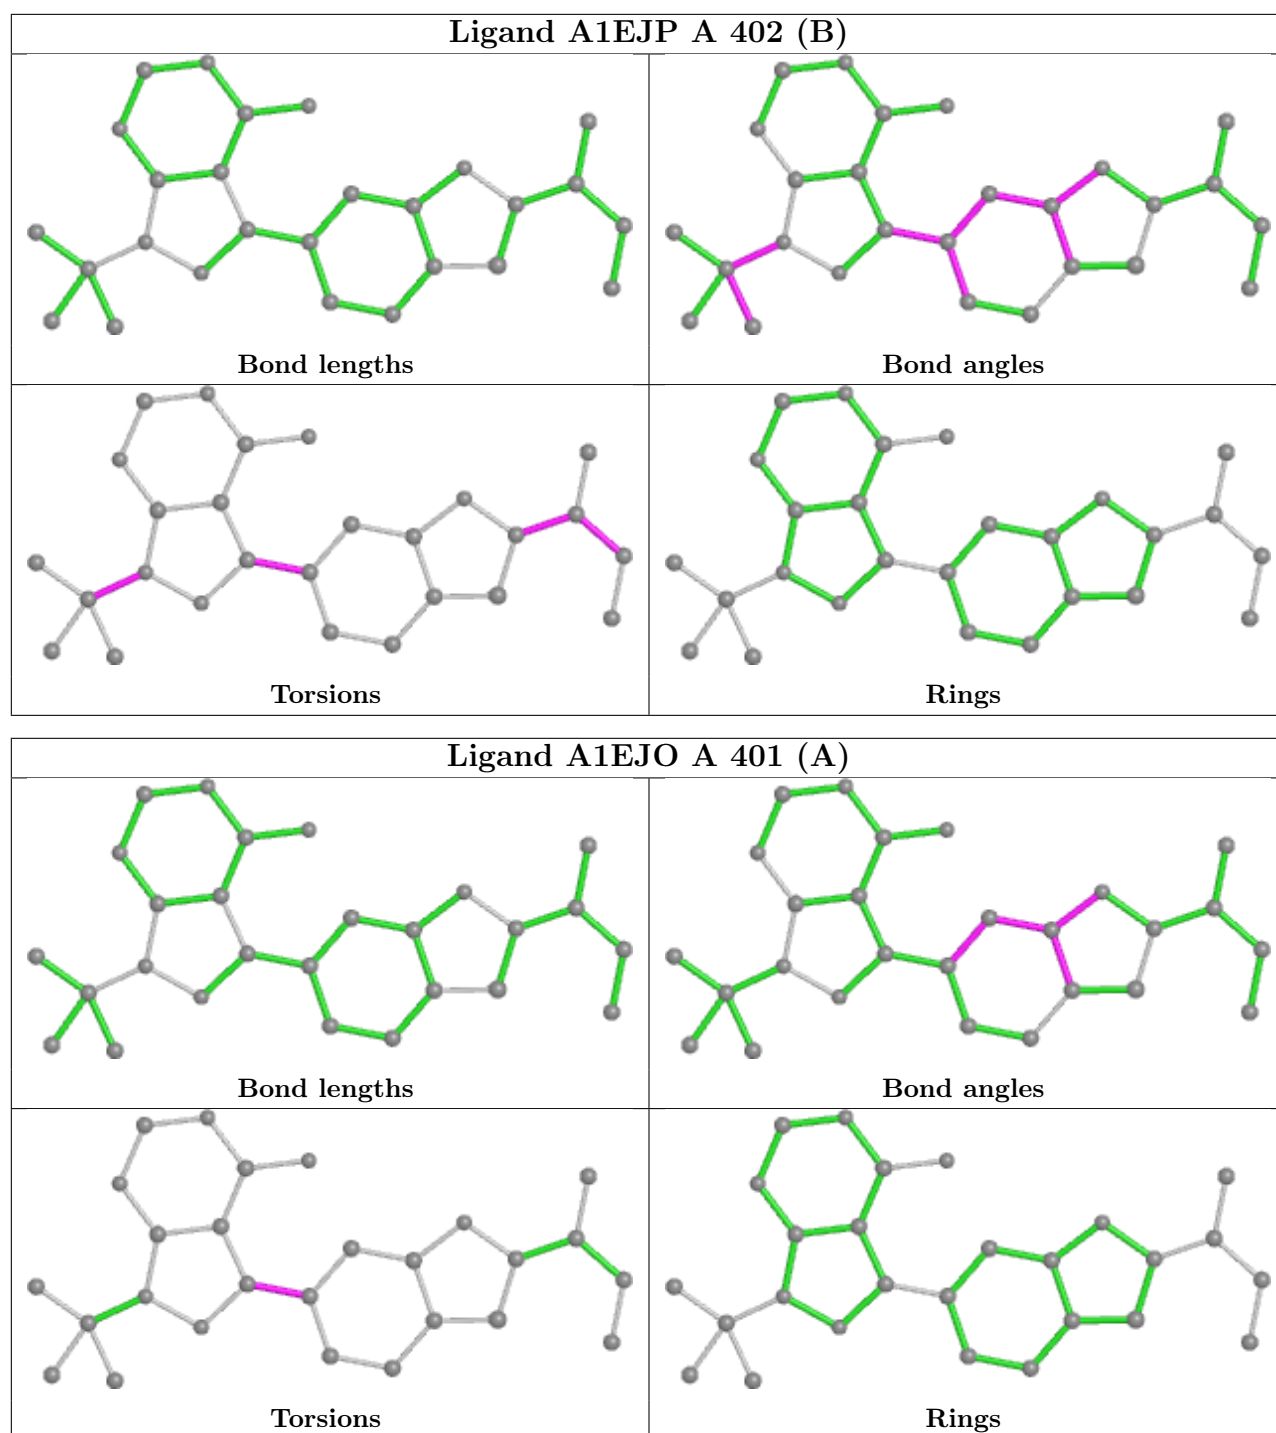 Ligand A1EJP A 402 (B)
Bond lengths
Bond angles
Torsions
Rings
Ligand A1EJO A 401 (A)
Bond lengths
Bond angles
Torsions
Rings